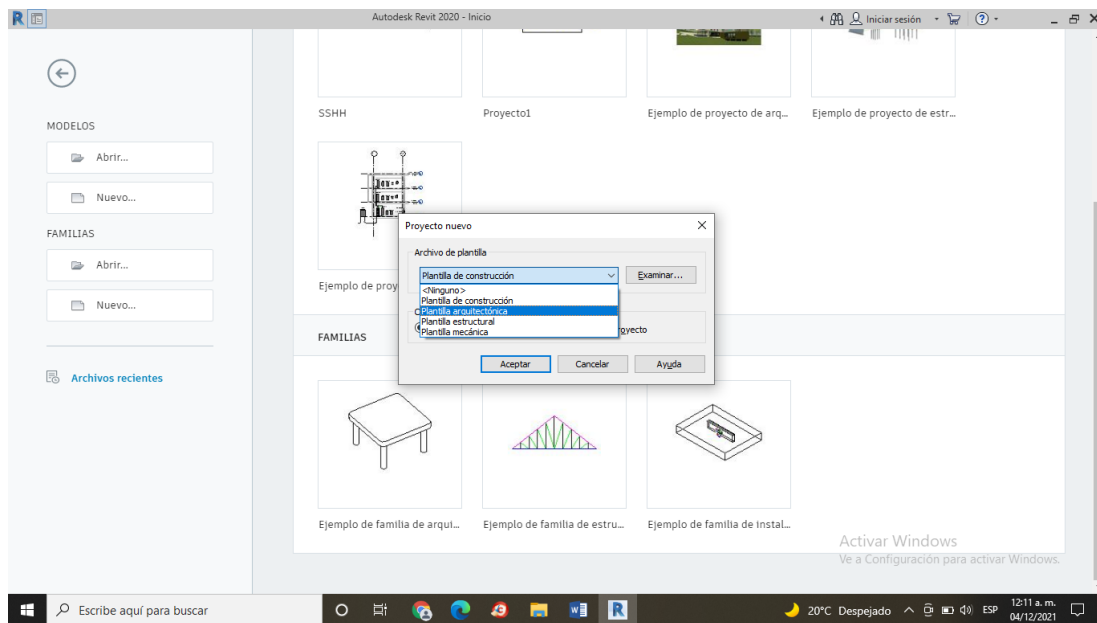 Autodesk Revit 2020 - Inicio
Iniciar sesión
SSHH
Proyecto1
Ejemplo de proyecto de arq...
Ejemplo de proyecto de estr...
MODELOS
Abrir...
Nuevo...
FAMILIAS
Abrir...
Nuevo...
Archivos recientes
Ejemplo de proy
Proyecto nuevo
Archivo de plantilla
Plantilla de construcción
Examinar...
<Ninguno>
Plantilla de construcción
Plantilla arquitectónica
Plantilla estructural
Plantilla mecánica
royecto
Aceptar
Cancelar
Ayuda
FAMILIAS
Ejemplo de familia de arqui...
Ejemplo de familia de estru...
Ejemplo de familia de instal...
Activar Windows
Ve a Configuración para activar Windows.
Escribe aquí para buscar
20°C Despejado
ESP
12:11 a. m.
04/12/2021